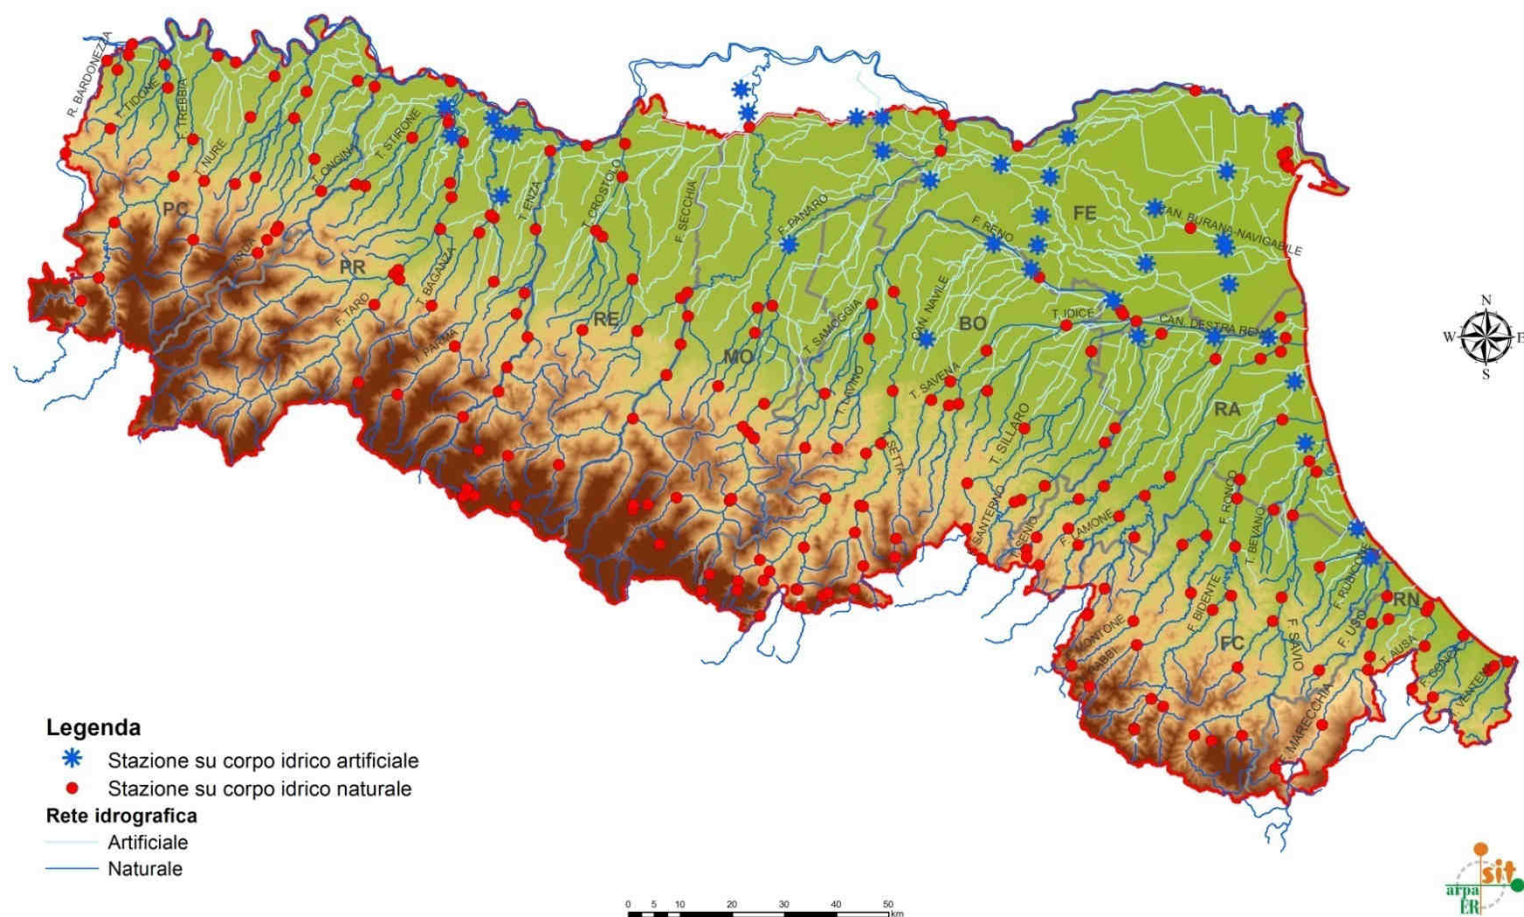 R. BARDONEZZA
T. TIDONE
F. TREBBIA
T. NURE
T. ONGINA
T. STIRONE
T. ENZA
T. CROSTOLO
F. SECCHIA
F. PANARO
PC
F. RENO
FE
CAN. BURANA-NAVIGABILE
PR
T. BAGANZA
F. TARO
T. PARMA
RE
MO
SAMOGGIA
CAN. NAVILE
BO
T. IDICE
CAN. DESTRA RENO
T. LAVINO
T. SAVENA
RA
T. SILLARO
SETTA
SANTERNO
T. SENIO
F. LAMONE
F. RONCO
T. BEVANO
F. RUBICONE
F. BIDENTE
RN
F. USO
MONTONE
RABBI
FC
F. SAVIO
T. AUSA
F. CONCA
VENTENA
F. MARECCHIA
N
W
E
S
Legenda
Stazione su corpo idrico artificiale
Stazione su corpo idrico naturale
Rete idrografica
Artificiale
Naturale
0 5 10 20 30 40 50
km
sit
arpa
ER